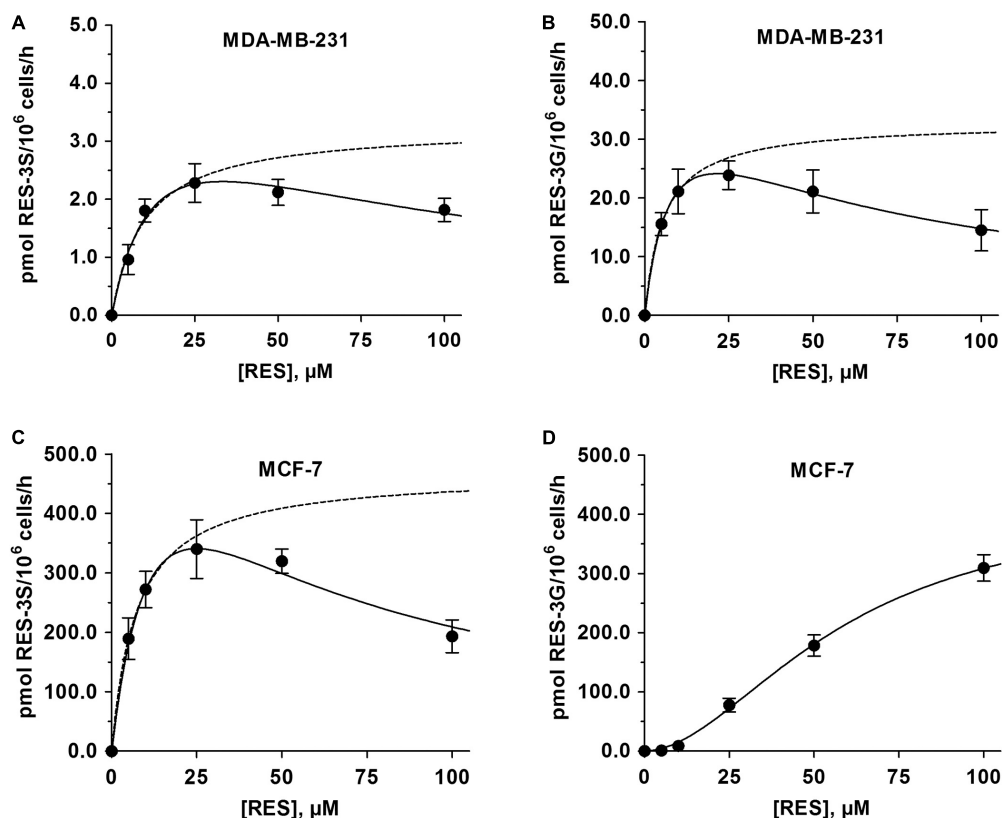 A
MDA-MB-231
pmol RES-3S/10⁶ cells/h
5.0
4.0
3.0
2.0
1.0
0.0
0 25 50 75 100
[RES], µM
B
MDA-MB-231
pmol RES-3G/10⁶ cells/h
50.0
40.0
30.0
20.0
10.0
0.0
0 25 50 75 100
[RES], µM
C
MCF-7
pmol RES-3S/10⁶ cells/h
500.0
400.0
300.0
200.0
100.0
0.0
0 25 50 75 100
[RES], µM
D
MCF-7
pmol RES-3G/10⁶ cells/h
500.0
400.0
300.0
200.0
100.0
0.0
0 25 50 75 100
[RES], µM